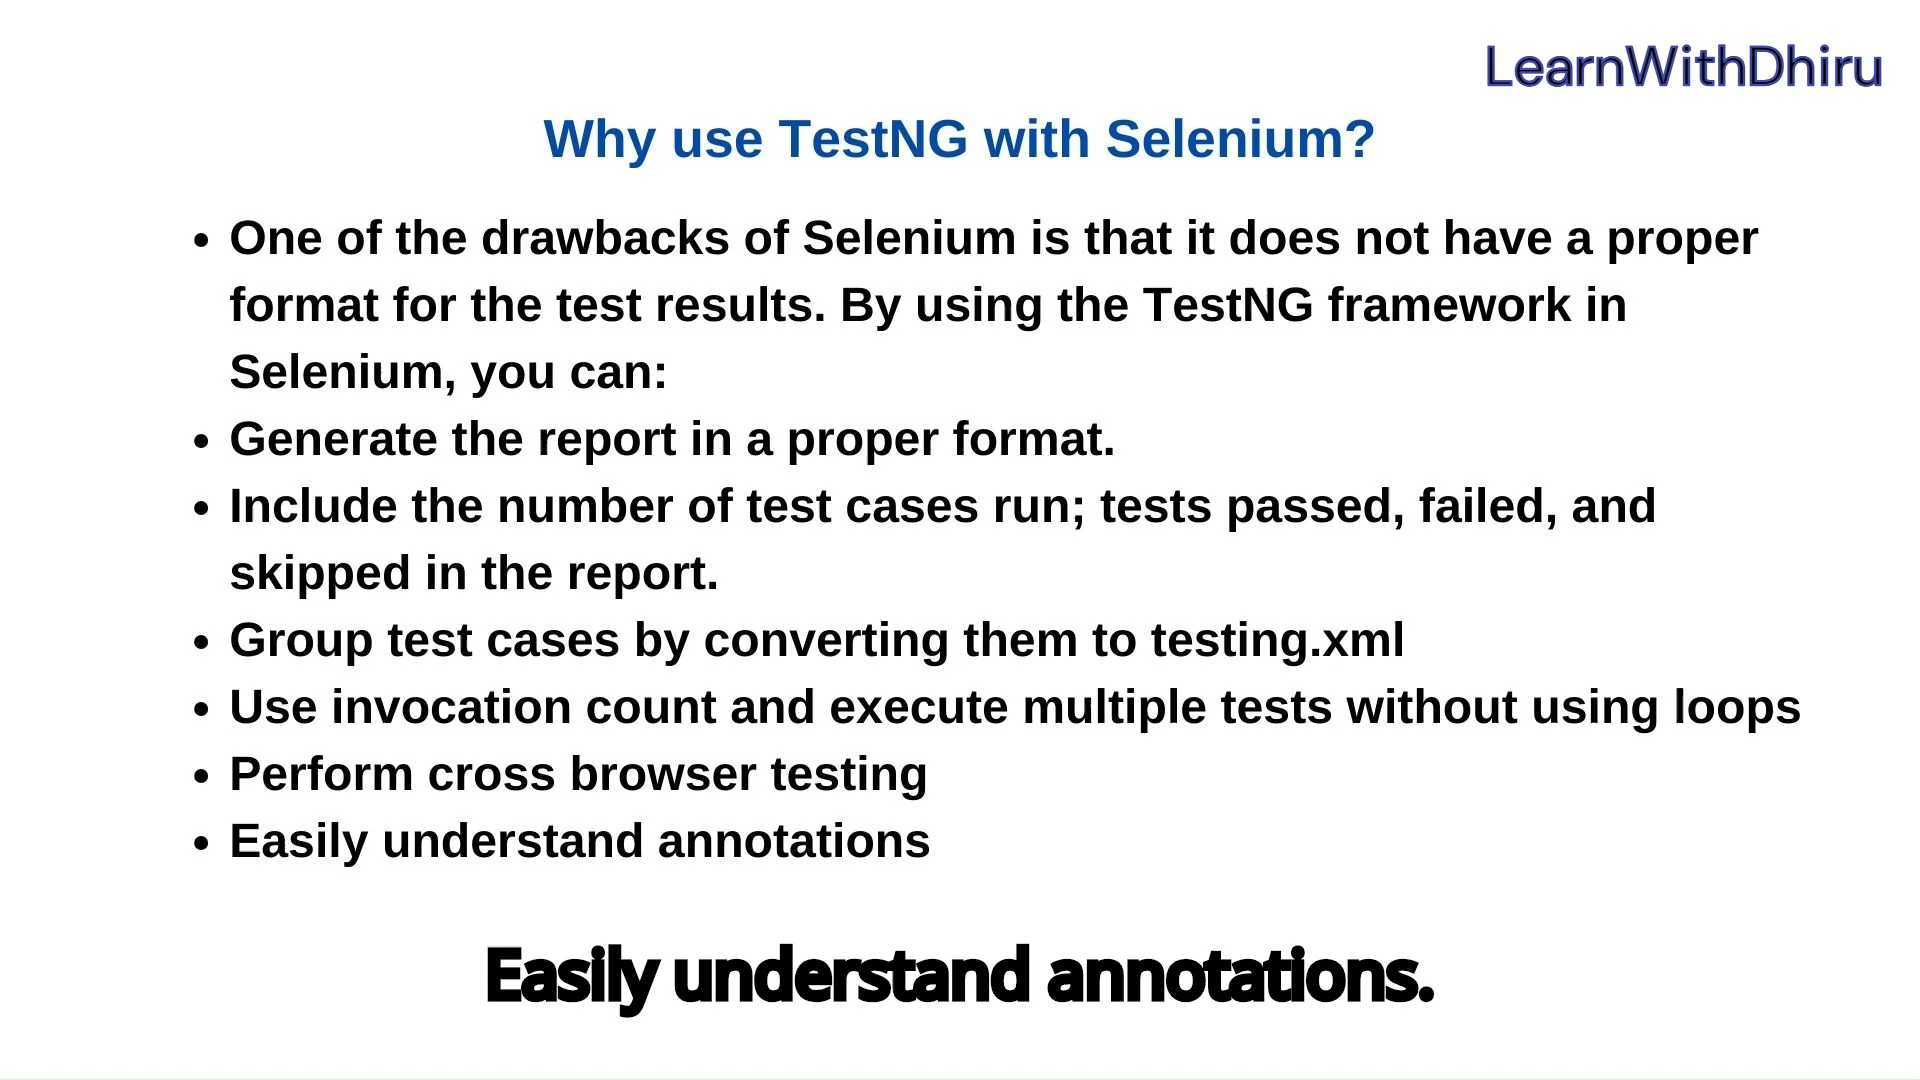 LearnWithDhiru
Why use TestNG with Selenium?
• One of the drawbacks of Selenium is that it does not have a proper
format for the test results. By using the TestNG framework in
Selenium, you can:
• Generate the report in a proper format.
• Include the number of test cases run; tests passed, failed, and
skipped in the report.
• Group test cases by converting them to testing.xml
• Use invocation count and execute multiple tests without using loops
• Perform cross browser testing
• Easily understand annotations
Easily understand annotations.